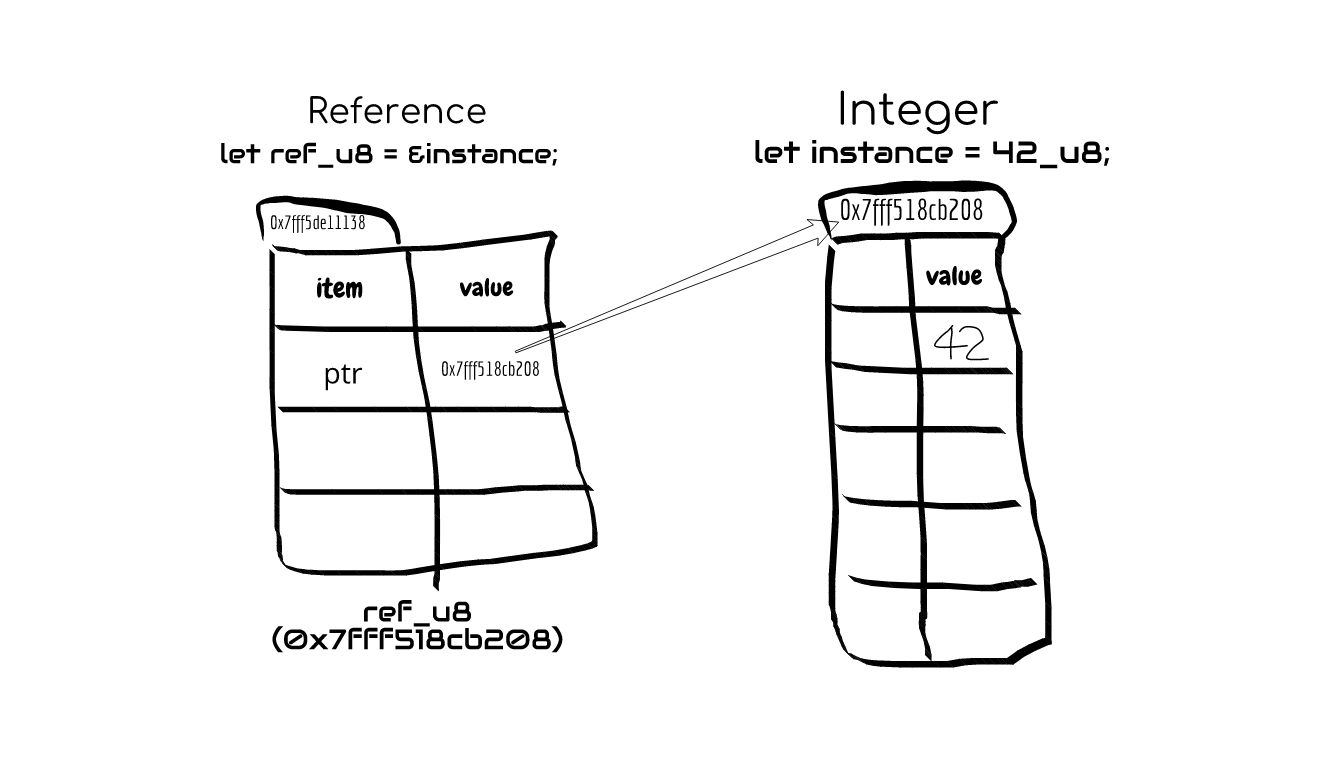 Reference
let ref_u8 = &instance;
0x7fff5de11138
item value
ptr 0x7fff518cb208
ref_u8
(0x7fff518cb208)
Integer
let instance = 42_u8;
0x7fff518cb208
value
42